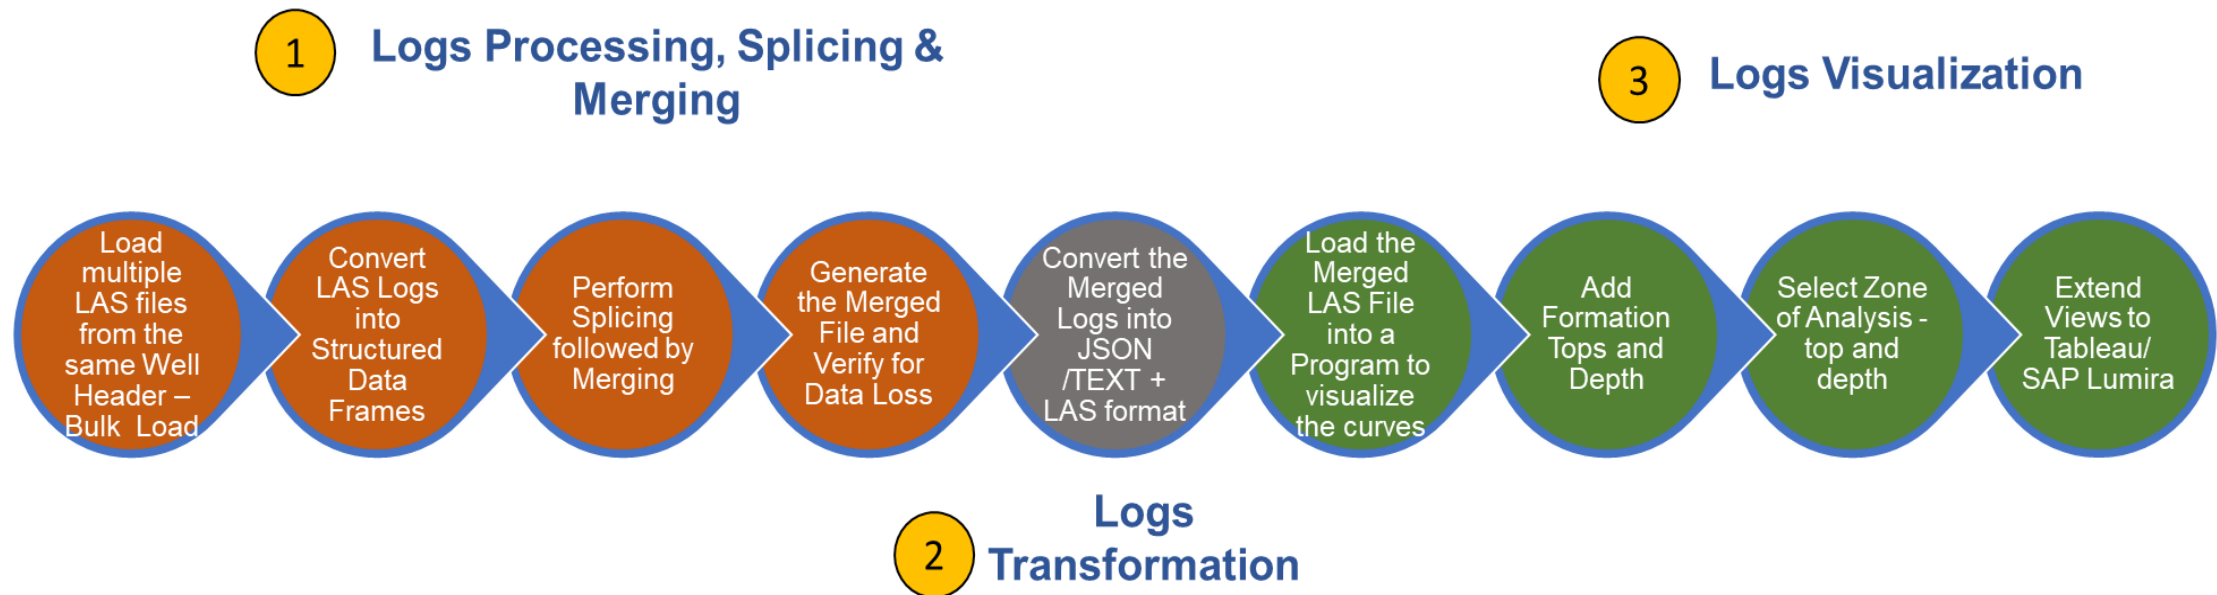 1
Logs Processing, Splicing &
Merging
3
Logs Visualization
Load
multiple
LAS files
from the
same Well
Header –
Bulk Load
Convert
LAS Logs
into
Structured
Data
Frames
Perform
Splicing
followed by
Merging
Generate
the Merged
File and
Verify for
Data Loss
Convert the
Merged
Logs into
JSON
/TEXT +
LAS format
Load the
Merged
LAS File
into a
Program to
visualize
the curves
Add
Formation
Tops and
Depth
Select Zone
of Analysis -
top and
depth
Extend
Views to
Tableau/
SAP Lumira
2
Logs
Transformation